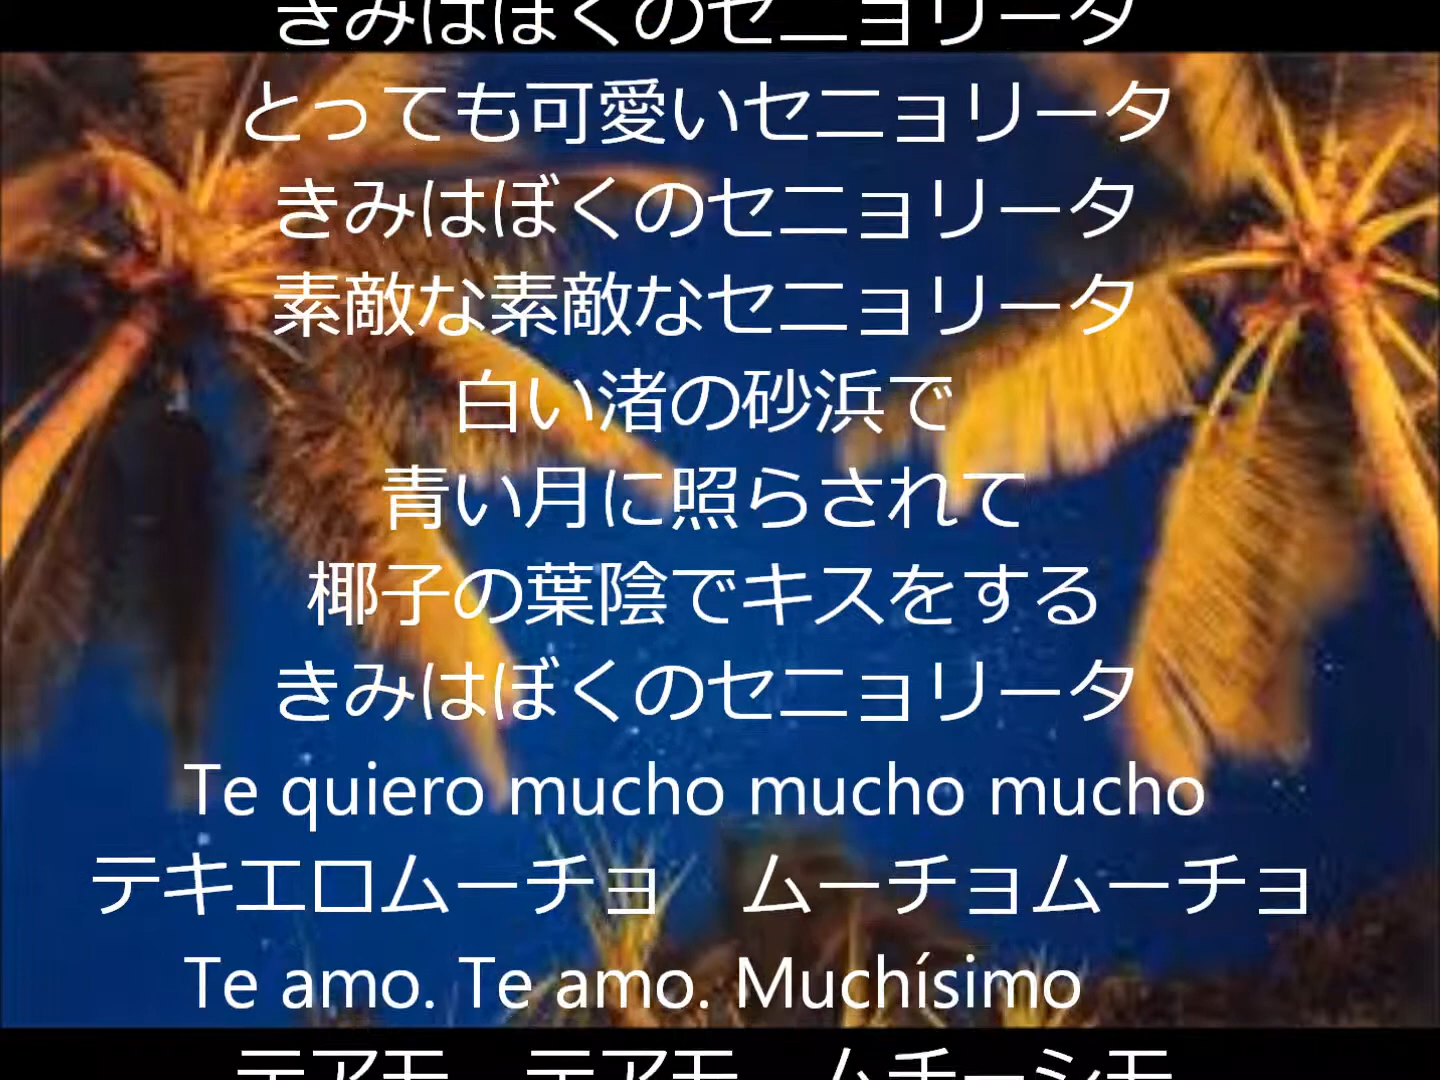 きみはぼくのセニョリータ
とっても可愛いセニョリータ
きみはぼくのセニョリータ
素敵な素敵なセニョリータ
白い渚の砂浜で
青い月に照らされて
椰子の葉陰でキスをする
きみはぼくのセニョリータ
Te quiero mucho mucho mucho
テキエロムーチョ　ムーチョムーチョ
Te amo. Te amo. Muchísimo
テアモ　テアモ　ムチーシモ